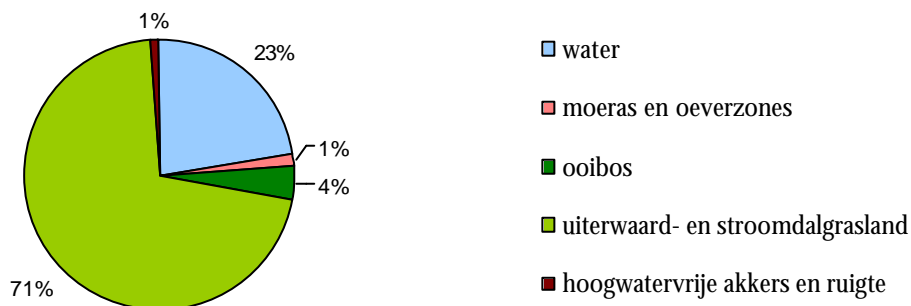 1%
23%
water
moeras en oeverzones
1%
ooibos
4%
uiterwaard- en stroomdalgrasland
71%
hoogwatervrije akkers en ruigte